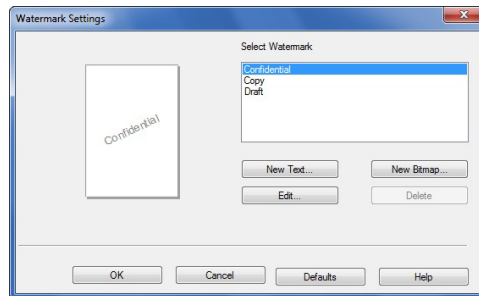 Watermark Settings
Select Watermark
Confidential
Copy
Draft
Confidential
New Text...
New Bitmap...
Edit...
Delete
OK
Cancel
Defaults
Help